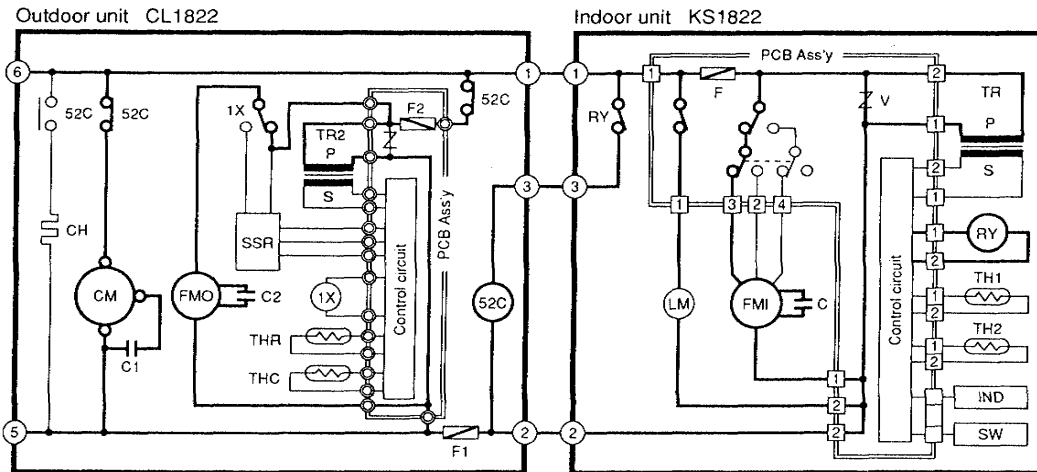 Outdoor unit CL1822
Indoor unit KS1822
PCB Ass'y
6
1
1
1
2
52C
52C
1X
F2
52C
RY
F
V
TR
TR2
P
1
P
S
3
3
2
S
1
CH
SSR
PCB Ass'y
1
3
2
4
1
RY
2
CM
FMO
C2
1X
Control circuit
52C
LM
FMI
C
Control circuit
1
TH1
2
C1
THR
1
TH2
2
THC
1
2
IND
5
F1
2
2
2
SW